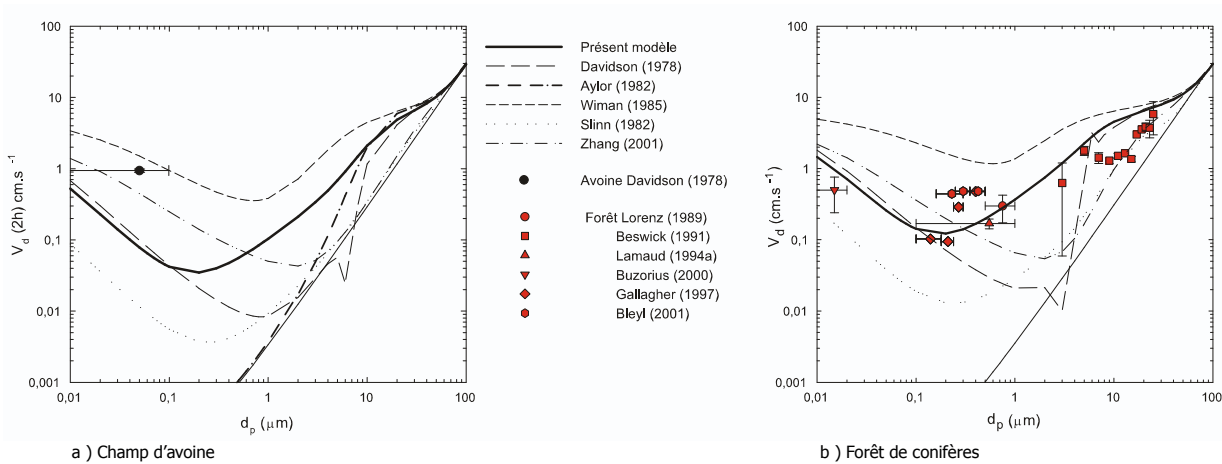 100
10
1
0,1
0,01
0,001
V_d (2h) cm.s⁻¹
0,01
0,1
1
10
100
d_p (μm)
a ) Champ d'avoine
Présent modèle
Davidson (1978)
Aylor (1982)
Wiman (1985)
Slinn (1982)
Zhang (2001)
Avoine Davidson (1978)
Forêt Lorenz (1989)
Beswick (1991)
Lamaud (1994a)
Buzorius (2000)
Gallagher (1997)
Bleyl (2001)
100
10
1
0,1
0,01
0,001
V_d (cm.s⁻¹)
0,01
0,1
1
10
100
d_p (μm)
b ) Forêt de conifères